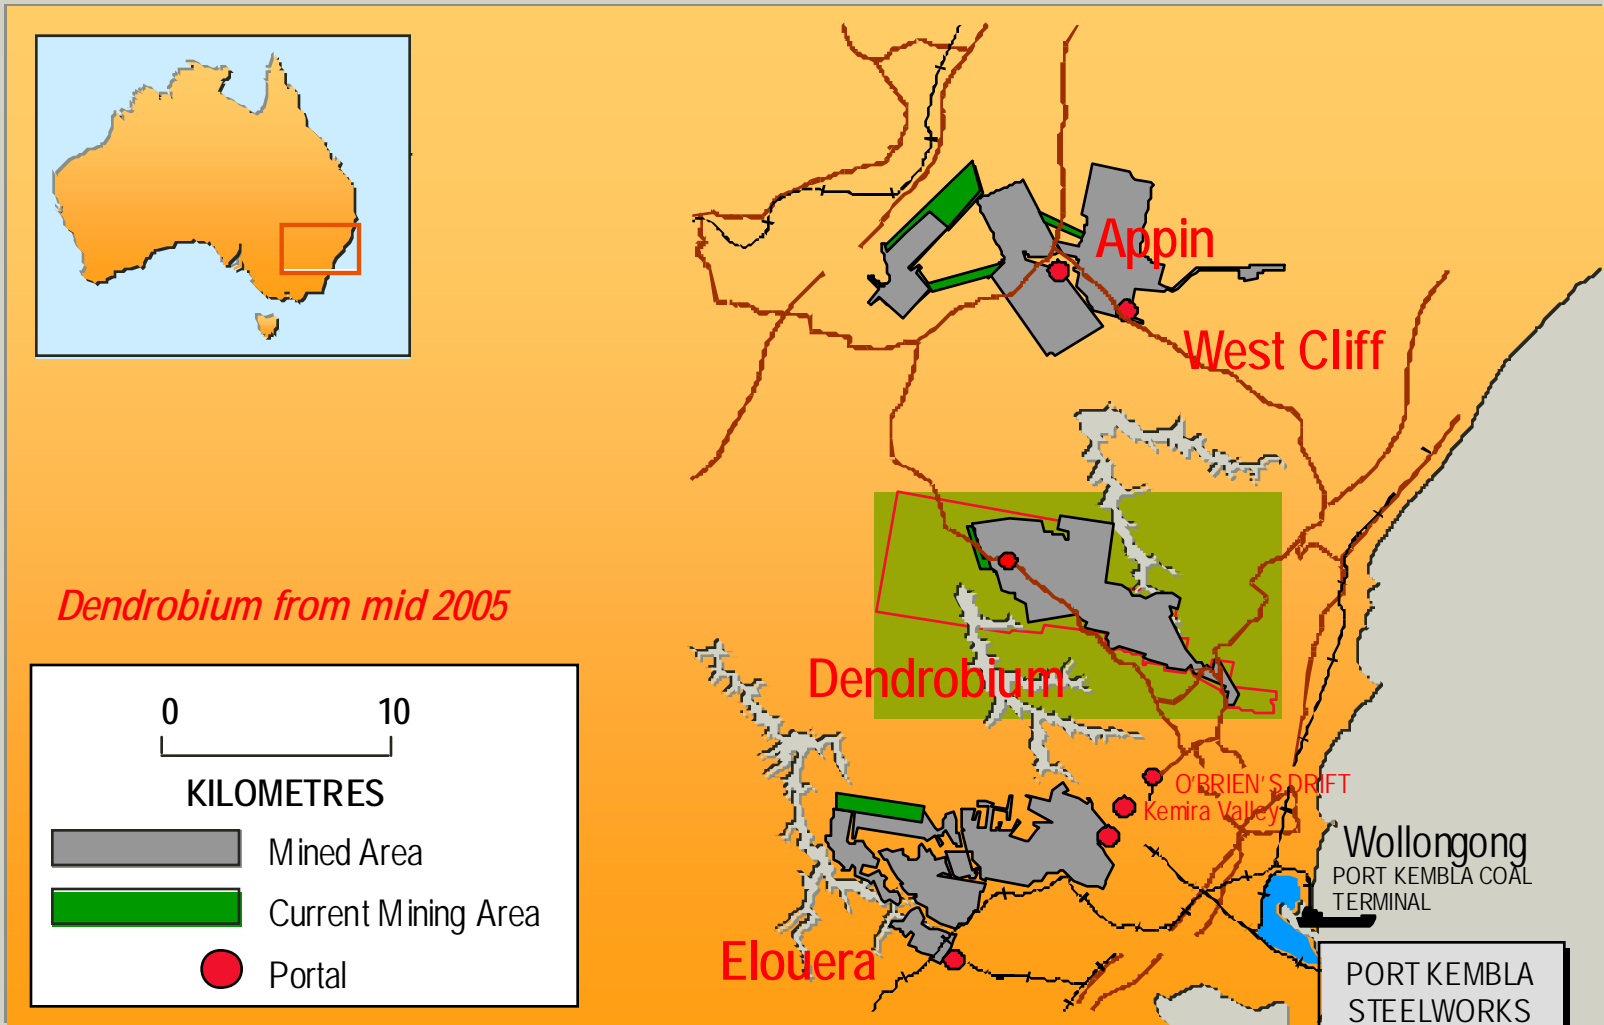 Appin
West Cliff
Dendrobium from mid 2005
Dendrobium
0 10
KILOMETRES
Mined Area
Current Mining Area
Portal
O'BRIEN'S DRIFT
Kemira Valley
Wollongong
PORT KEMBLA COAL
TERMINAL
Elouera
PORT KEMBLA
STEELWORKS